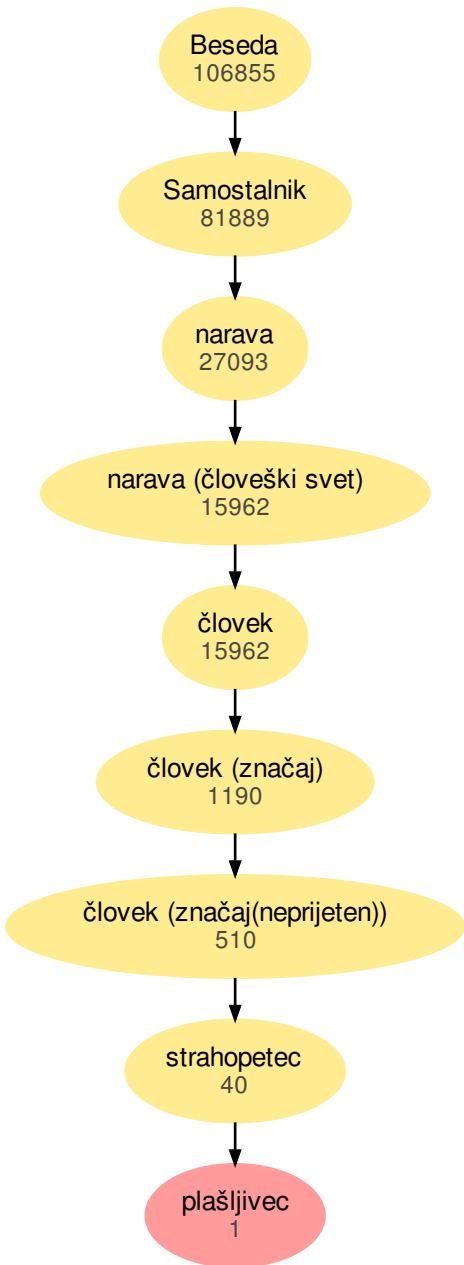 Beseda
106855
Samostalnik
81889
narava
27093
narava (človeški svet)
15962
človek
15962
človek (značaj)
1190
človek (značaj(neprijeten))
510
strahopetec
40
plašljivec
1